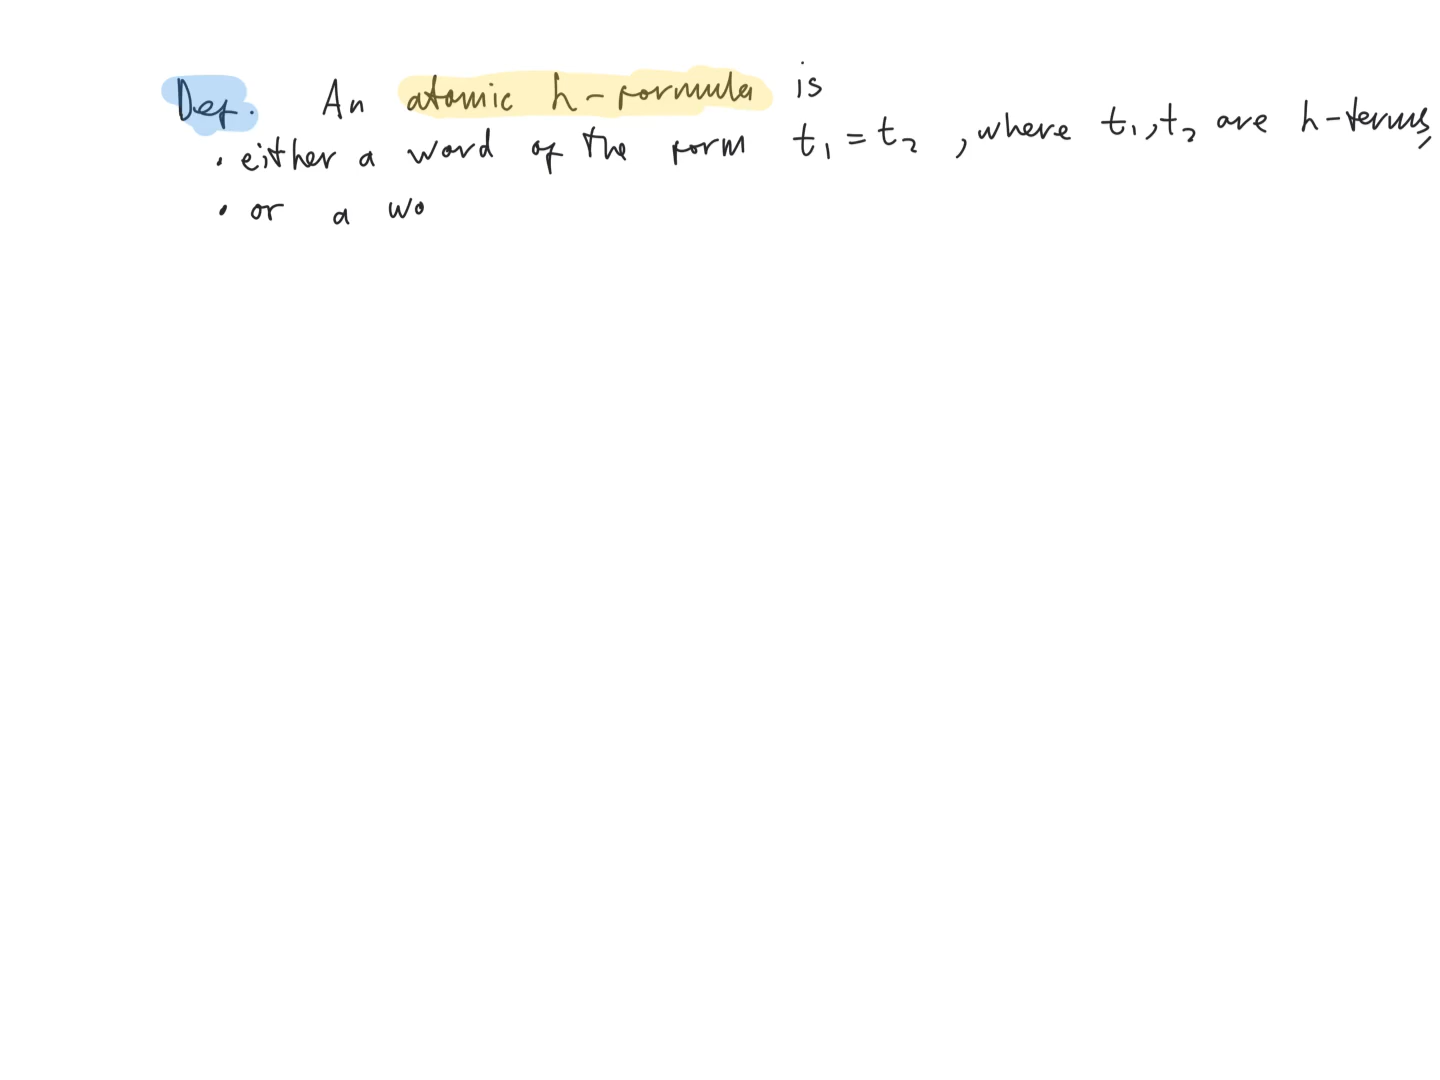 Def. An atomic h-formula is
• either a word of the form t₁ = t₂, where t₁, t₂ are h-terms,
• or a wo